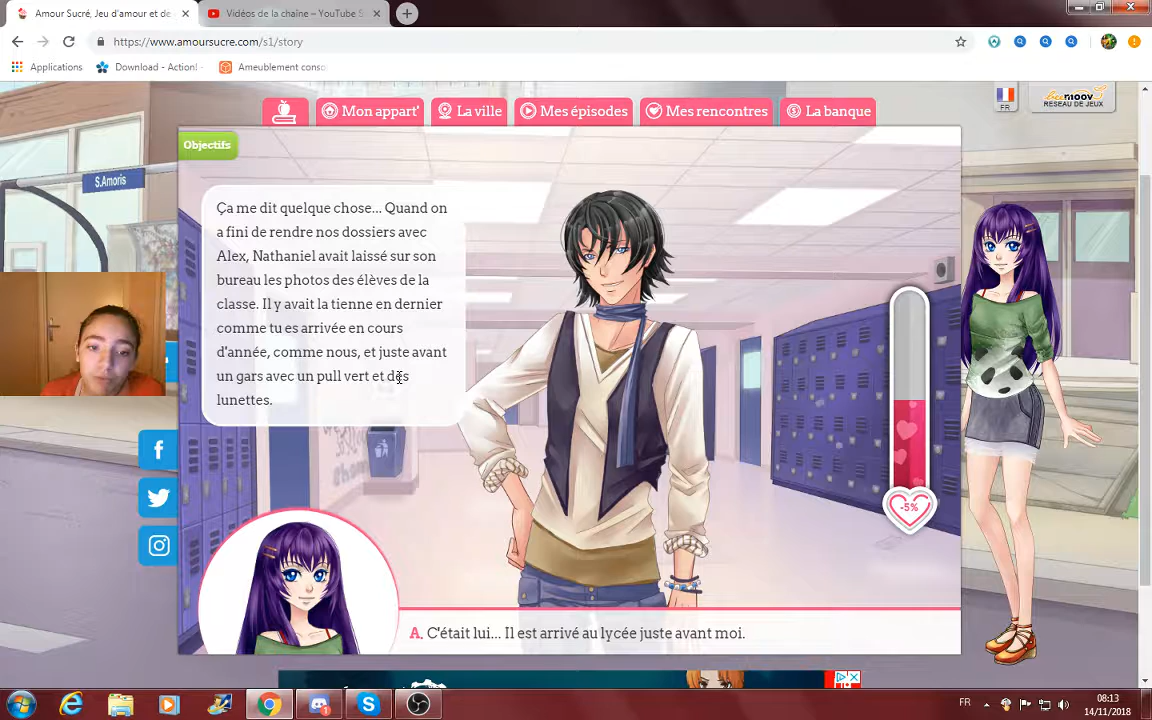 Amour Sucré, Jeu d'amour et de
Vidéos de la chaîne – YouTube S
https://www.amoursucre.com/s1/story
Applications
Download - Action!
Ameublement conso
Mon appart'
La ville
Mes épisodes
Mes rencontres
La banque
FR
beemoov
RESEAU DE JEUX
Objectifs
S.Amoris
Ça me dit quelque chose... Quand on
a fini de rendre nos dossiers avec
Alex, Nathaniel avait laissé sur son
bureau les photos des élèves de la
classe. Il y avait la tienne en dernier
comme tu es arrivée en cours
d'année, comme nous, et juste avant
un gars avec un pull vert et des
lunettes.
-5%
A. C'était lui... Il est arrivé au lycée juste avant moi.
FR
08:13
14/11/2018